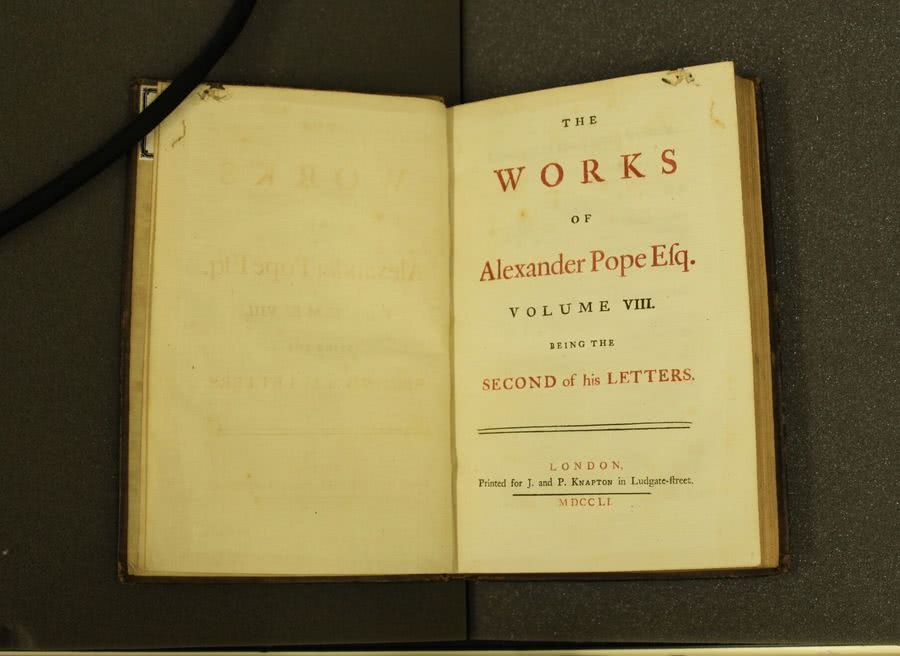 THE
WORKS
OF
Alexander Pope Eſq.
VOLUME VIII.
BEING THE
SECOND of his LETTERS.
LONDON,
Printed for J. and P. KNAPTON in Ludgate-ſtreet.
MDCCLI.